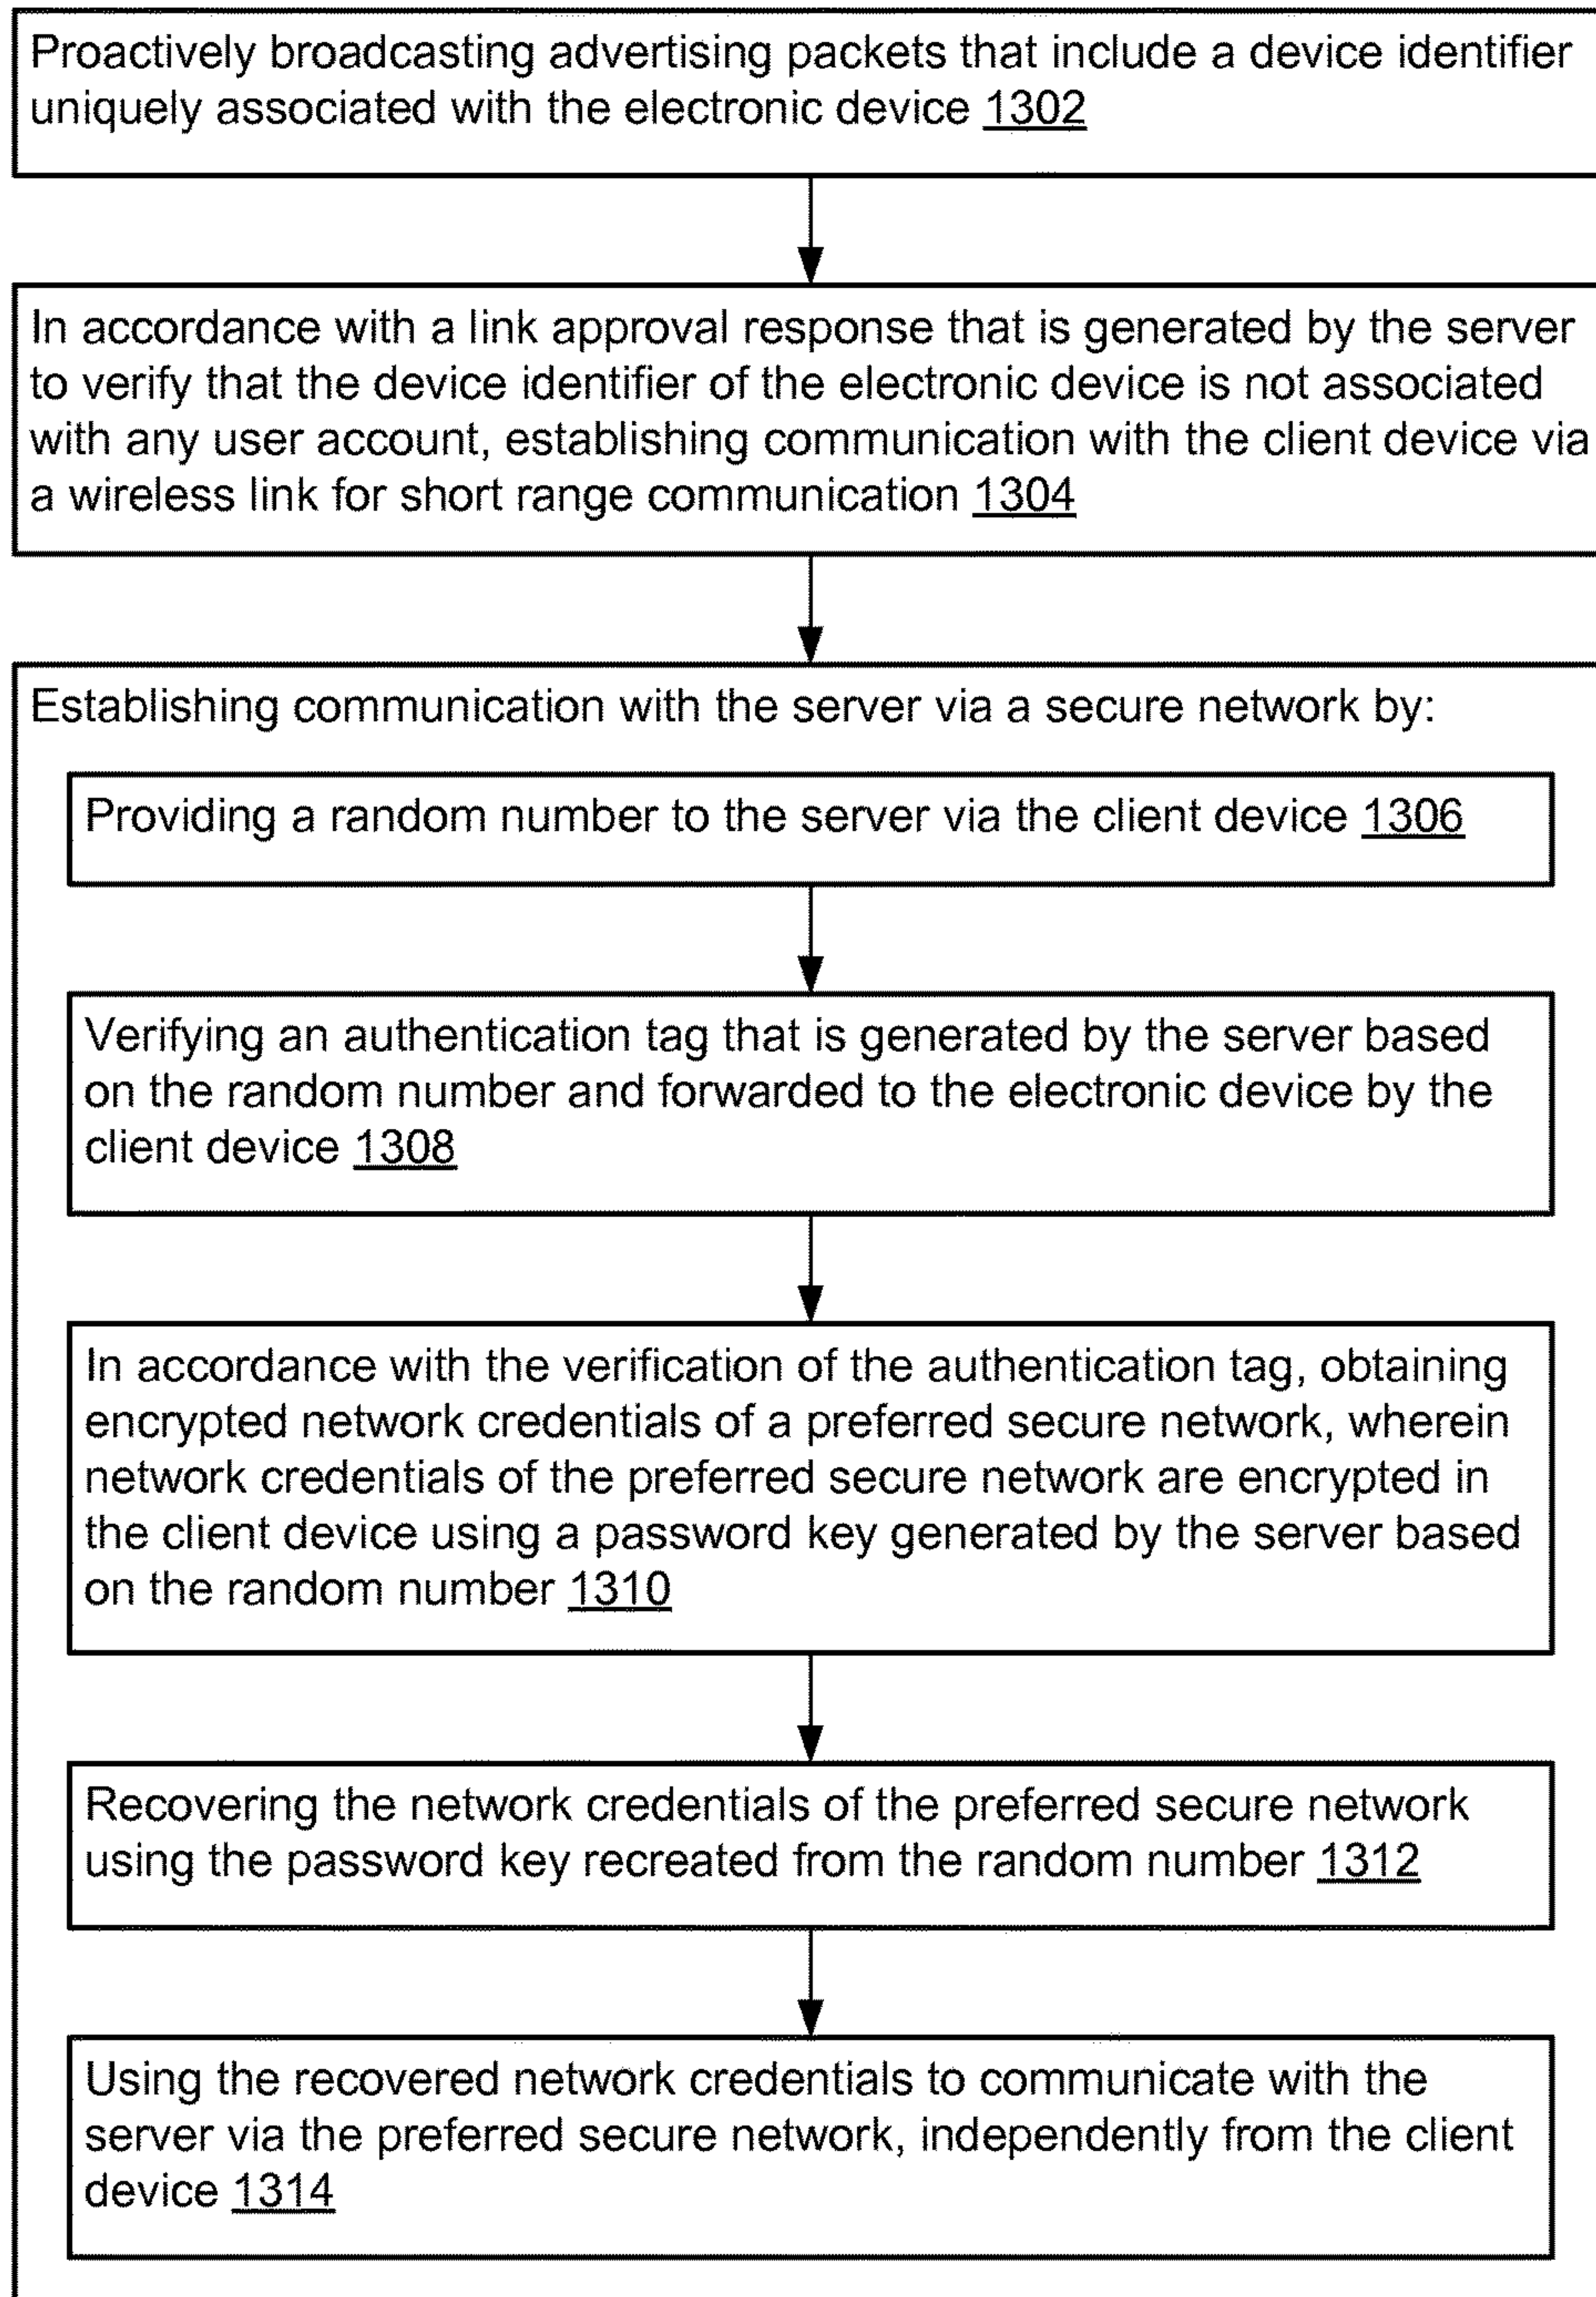 Proactively broadcasting advertising packets that include a device identifier
uniquely associated with the electronic device 1302
In accordance with a link approval response that is generated by the server
to verify that the device identifier of the electronic device is not associated
with any user account, establishing communication with the client device via
a wireless link for short range communication 1304
Establishing communication with the server via a secure network by:
Providing a random number to the server via the client device 1306
Verifying an authentication tag that is generated by the server based
on the random number and forwarded to the electronic device by the
client device 1308
In accordance with the verification of the authentication tag, obtaining
encrypted network credentials of a preferred secure network, wherein
network credentials of the preferred secure network are encrypted in
the client device using a password key generated by the server based
on the random number 1310
Recovering the network credentials of the preferred secure network
using the password key recreated from the random number 1312
Using the recovered network credentials to communicate with the
server via the preferred secure network, independently from the client
device 1314